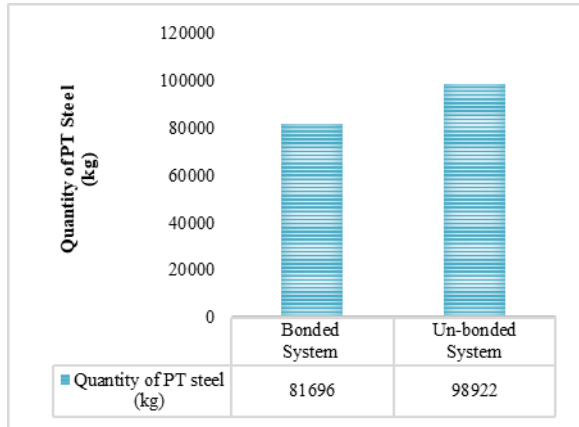 120000
100000
80000
60000
40000
20000
0
Quantity of PT Steel
(kg)
Bonded
System
Un-bonded
System
Quantity of PT steel
(kg)
81696
98922